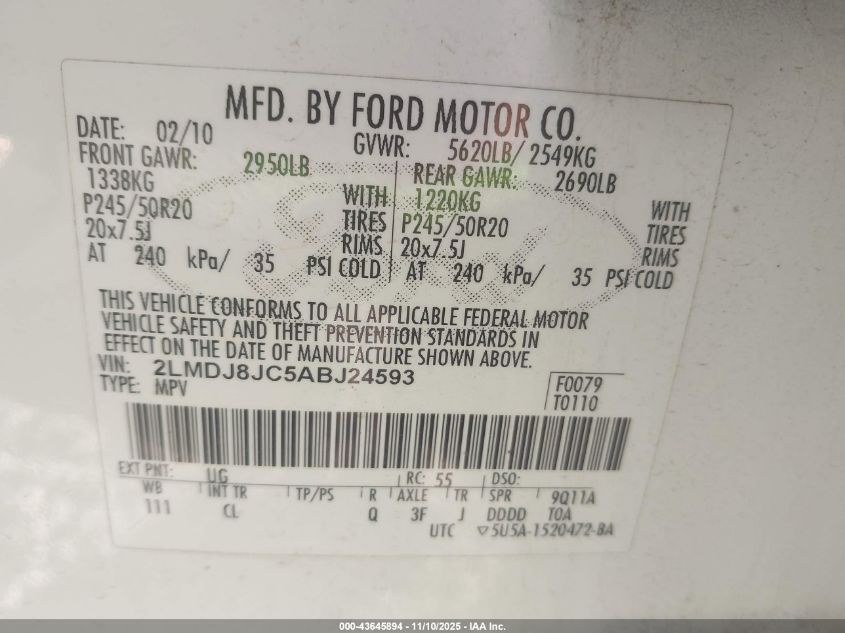 MFD. BY FORD MOTOR CO.
DATE: 02/10 GVWR: 5620LB/ 2549KG
FRONT GAWR: 2950LB REAR GAWR: 2690LB
1338KG WITH 1220KG WITH
P245/50R20 TIRES P245/50R20 TIRES
20x7.5J RIMS 20x7.5J RIMS
AT 240 kPa/ 35 PSI COLD AT 240 kPa/ 35 PSI COLD
THIS VEHICLE CONFORMS TO ALL APPLICABLE FEDERAL MOTOR
VEHICLE SAFETY AND THEFT PREVENTION STANDARDS IN
EFFECT ON THE DATE OF MANUFACTURE SHOWN ABOVE.
VIN: 2LMDJ8JC5ABJ24593 F0079
TYPE: MPV T0110
EXT PNT: UG RC: 55 DSO:
WB INT TR TP/PS R AXLE TR SPR 9Q11A
111 CL Q 3F J DDDD TOA
UTC ▽5U5A-1520472-BA
000-43645894 - 11/10/2025 - IAA Inc.